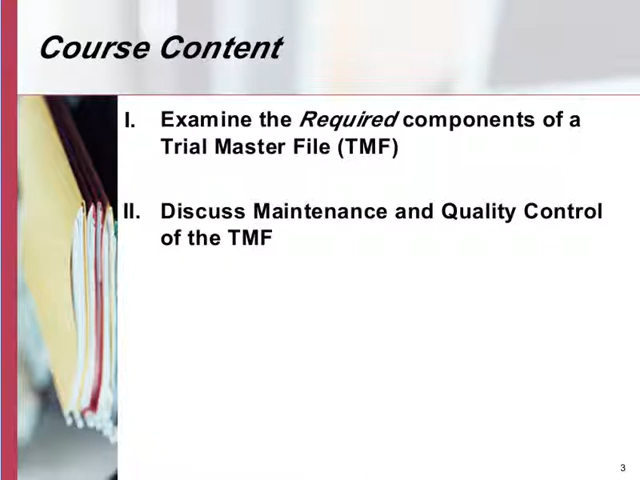 Course Content
I. Examine the Required components of a
Trial Master File (TMF)
II. Discuss Maintenance and Quality Control
of the TMF
3